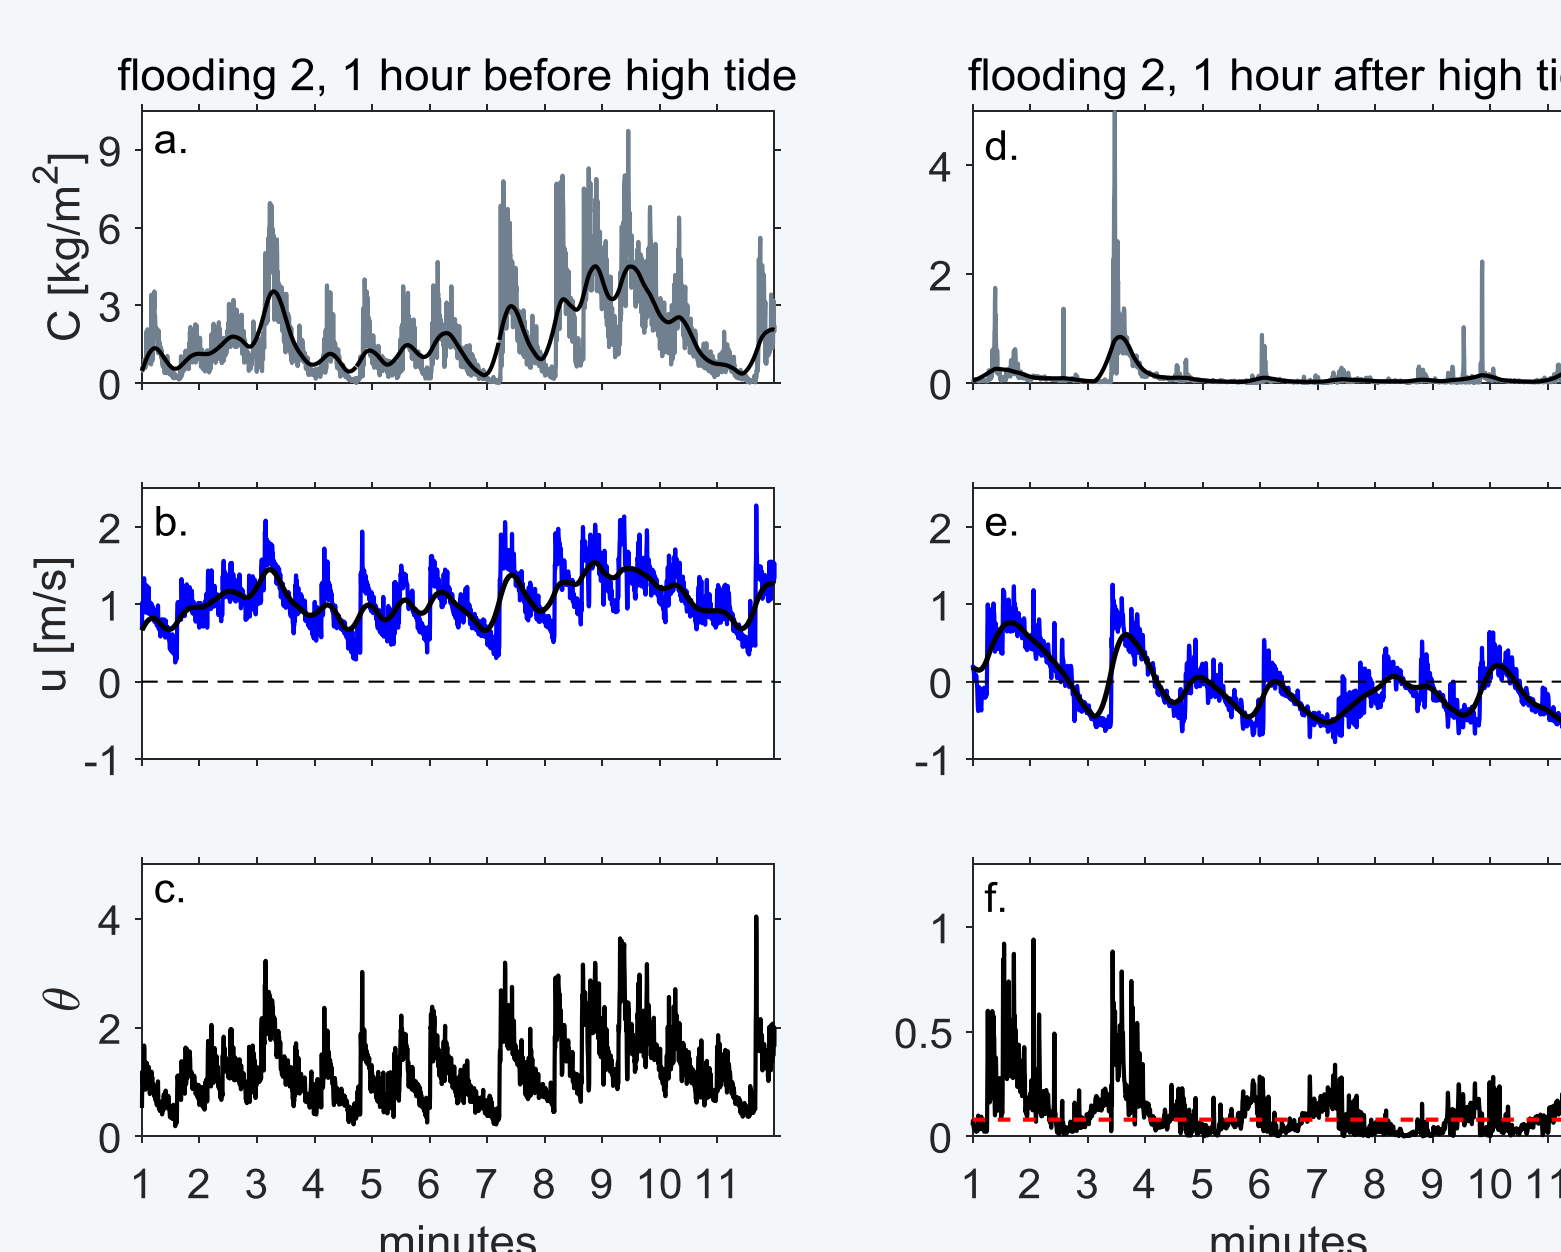 flooding 2, 1 hour before high tide
a.
C [kg/m²]
9
6
3
0
b.
u [m/s]
2
1
0
-1
c.
θ
4
2
0
1 2 3 4 5 6 7 8 9 10 11
minutes
flooding 2, 1 hour after high ti
d.
4
2
0
e.
2
1
0
-1
f.
1
0.5
0
1 2 3 4 5 6 7 8 9 10 11
minutes